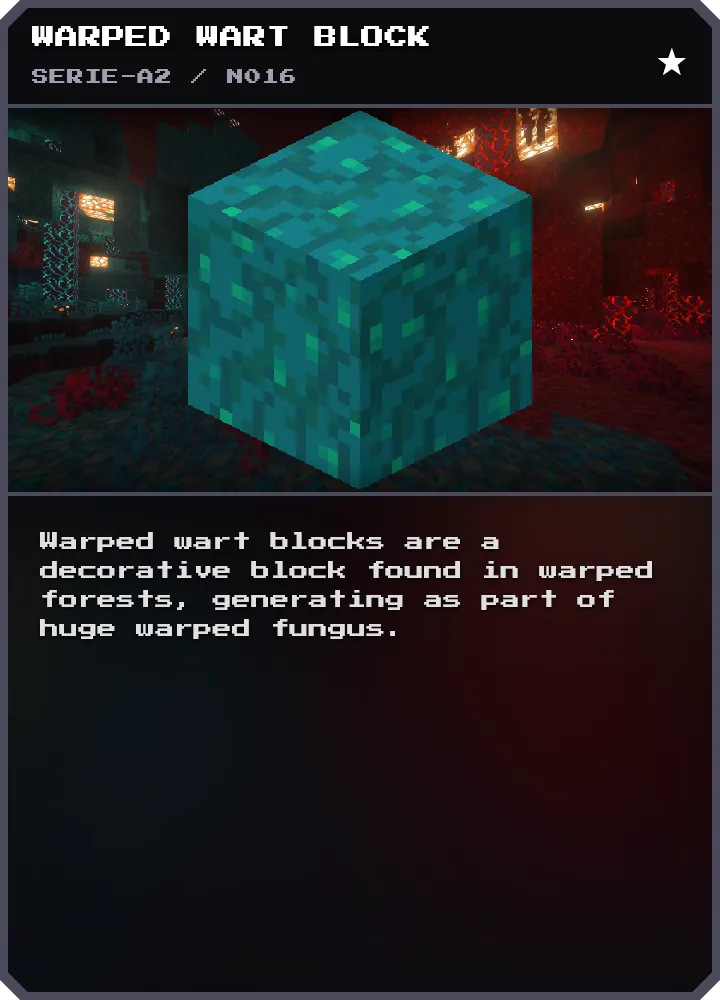 WARPED WART BLOCK
SERIE-A2 / NO16
Warped wart blocks are a
decorative block found in warped
forests, generating as part of
huge warped fungus.